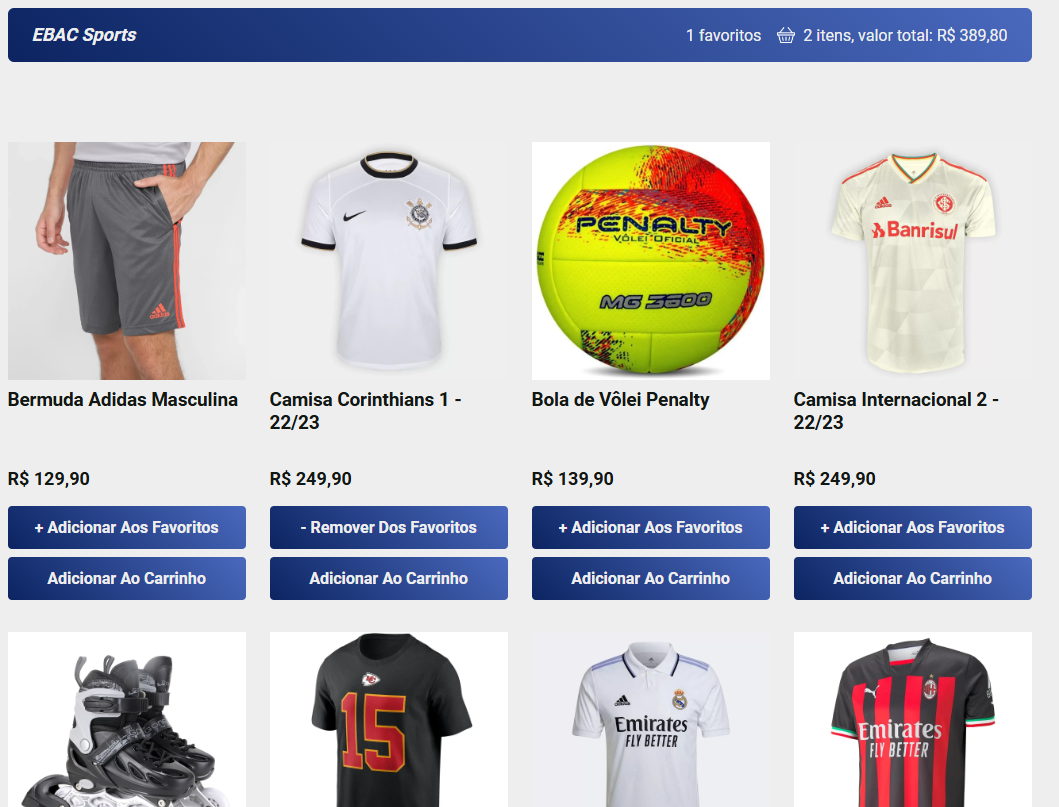 EBAC Sports
1 favoritos
2 itens, valor total: R$ 389,80
adidas
PENALTY
VÔLEI OFICIAL
MG 3600
Banrisul
Bermuda Adidas Masculina
Camisa Corinthians 1 -
22/23
Bola de Vôlei Penalty
Camisa Internacional 2 -
22/23
R$ 129,90
R$ 249,90
R$ 139,90
R$ 249,90
+ Adicionar Aos Favoritos
- Remover Dos Favoritos
+ Adicionar Aos Favoritos
+ Adicionar Aos Favoritos
Adicionar Ao Carrinho
Adicionar Ao Carrinho
Adicionar Ao Carrinho
Adicionar Ao Carrinho
KC
15
Emirates
FLY BETTER
Emirates
FLY BETTER